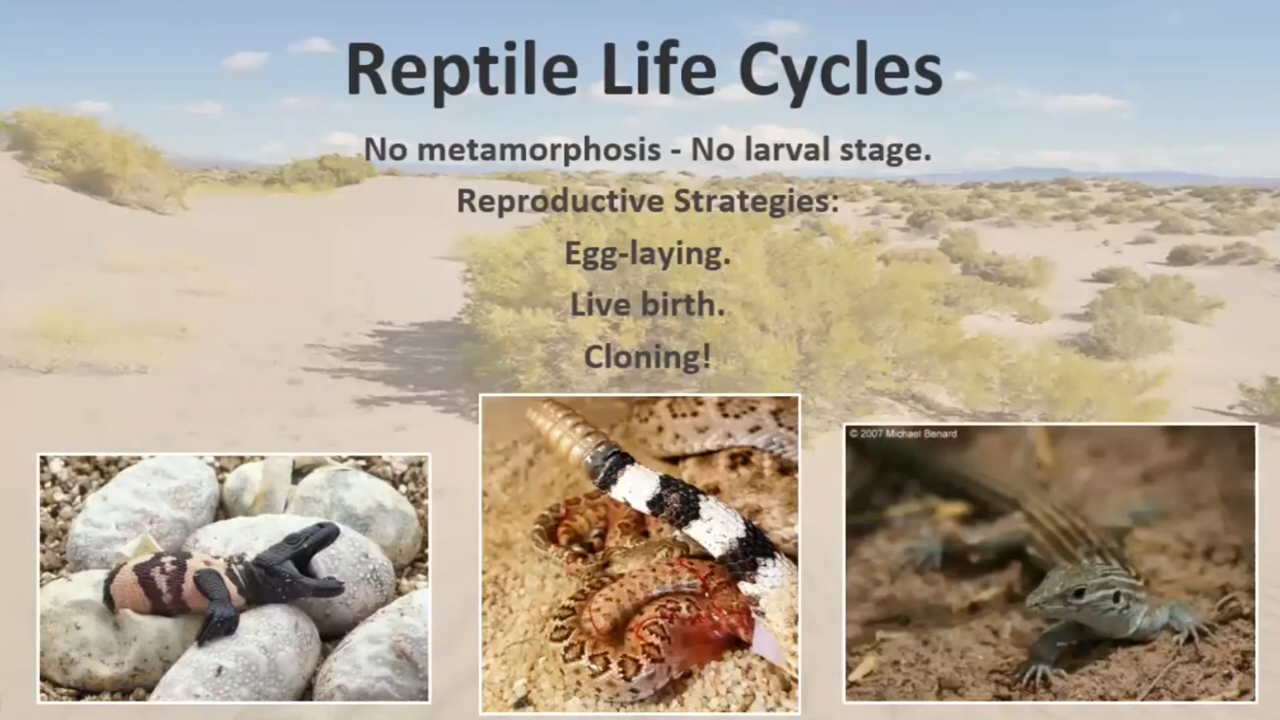 Reptile Life Cycles
No metamorphosis - No larval stage.
Reproductive Strategies:
Egg-laying.
Live birth.
Cloning!
© 2007 Michael Benard